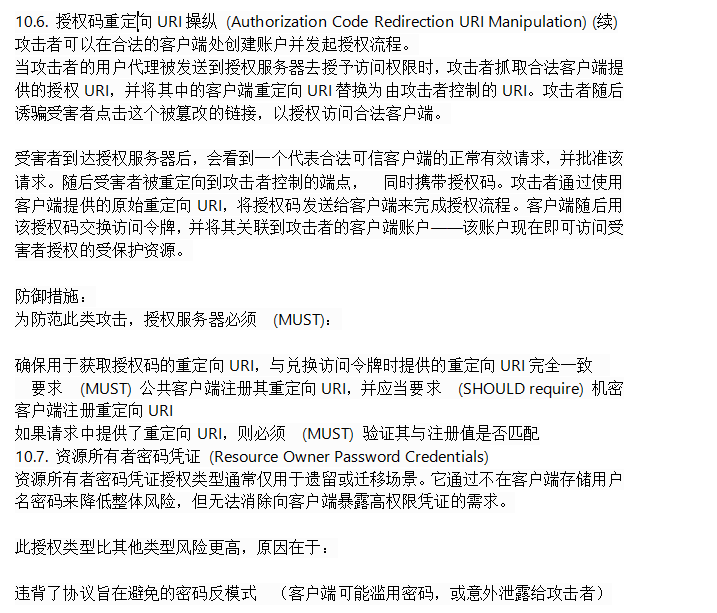 10.6. 授权码重定向 URI 操纵 (Authorization Code Redirection URI Manipulation) (续)
攻击者可以在合法的客户端处创建账户并发起授权流程。
当攻击者的用户代理被发送到授权服务器去授予访问权限时，攻击者抓取合法客户端提
供的授权 URI，并将其中的客户端重定向 URI 替换为由攻击者控制的 URI。攻击者随后
诱骗受害者点击这个被篡改的链接，以授权访问合法客户端。
受害者到达授权服务器后，会看到一个代表合法可信客户端的正常有效请求，并批准该
请求。随后受害者被重定向到攻击者控制的端点， 同时携带授权码。攻击者通过使用
客户端提供的原始重定向 URI，将授权码发送给客户端来完成授权流程。客户端随后用
该授权码交换访问令牌，并将其关联到攻击者的客户端账户——该账户现在即可访问受
害者授权的受保护资源。
防御措施：
为防范此类攻击，授权服务器必须 (MUST)：
确保用于获取授权码的重定向 URI，与兑换访问令牌时提供的重定向 URI 完全一致
要求 (MUST) 公共客户端注册其重定向 URI，并应当要求 (SHOULD require) 机密
客户端注册重定向 URI
如果请求中提供了重定向 URI，则必须 (MUST) 验证其与注册值是否匹配
10.7. 资源所有者密码凭证 (Resource Owner Password Credentials)
资源所有者密码凭证授权类型通常仅用于遗留或迁移场景。它通过不在客户端存储用户
名密码来降低整体风险，但无法消除向客户端暴露高权限凭证的需求。
此授权类型比其他类型风险更高，原因在于：
违背了协议旨在避免的密码反模式 （客户端可能滥用密码，或意外泄露给攻击者）